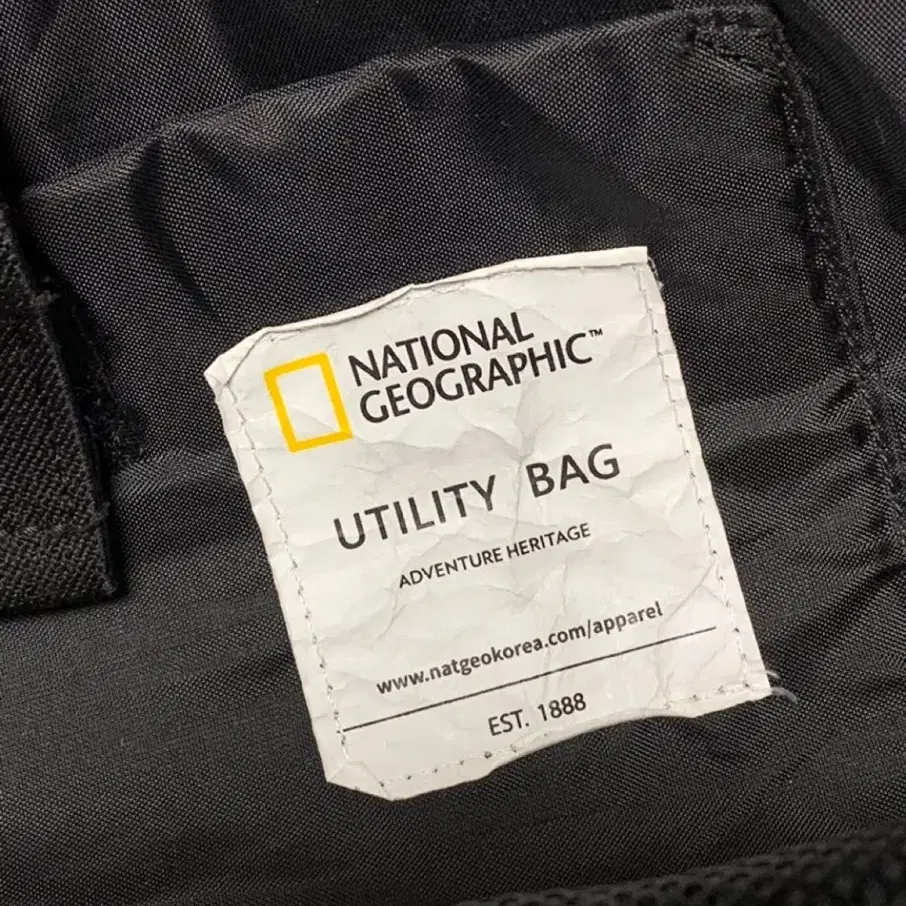 NATIONAL
GEOGRAPHIC™
UTILITY BAG
ADVENTURE HERITAGE
www.natgeokorea.com/apparel
EST. 1888